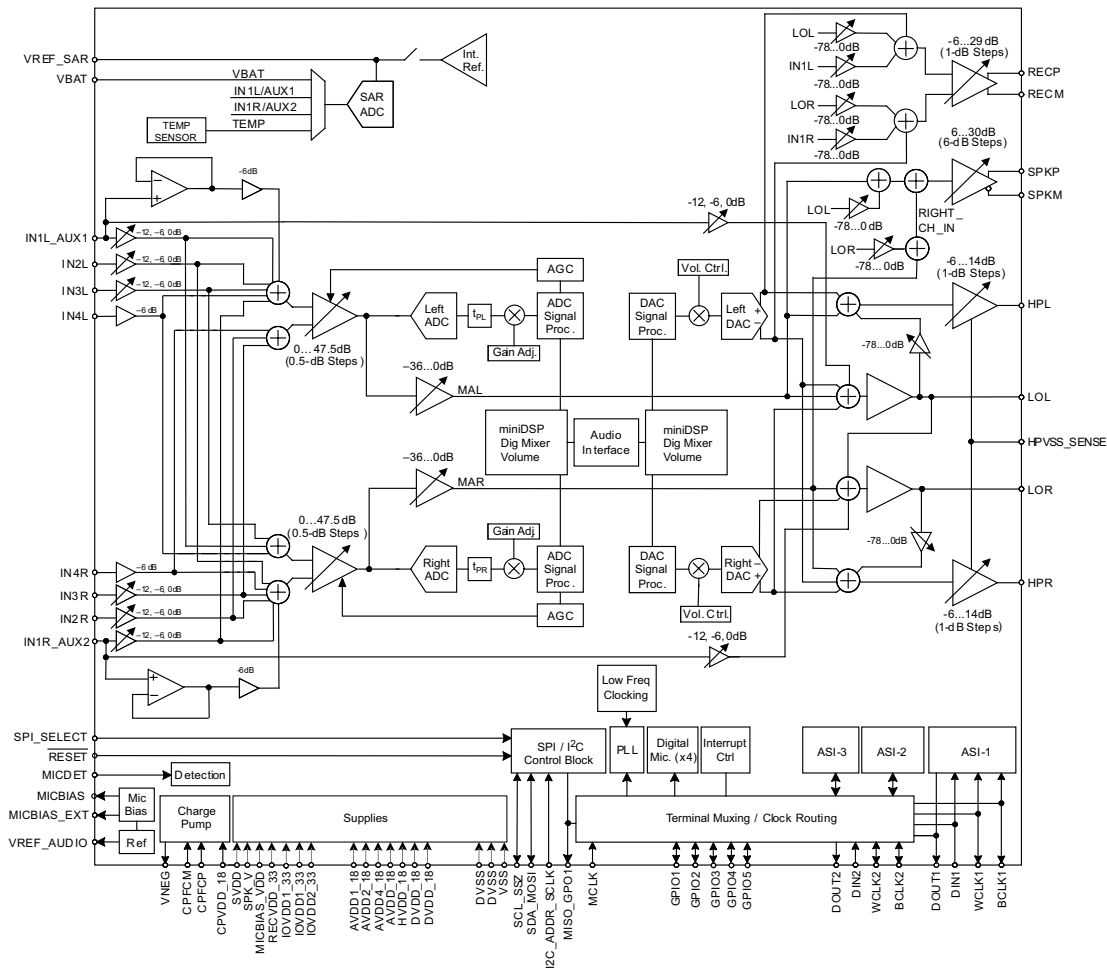 VREF_SAR
VBAT
VBAT
IN1L/AUX1
IN1R/AUX2
TEMP
TEMP
SENSOR
SAR
ADC
Int.
Ref.
LOL
-78...0dB
IN1L
-78...0dB
LOR
-78...0dB
IN1R
-78...0dB
-6...29dB
(1-dB Steps)
RECP
RECM
6...30dB
(6-dB Steps)
SPKP
SPKM
LOL
-78...0dB
RIGHT_
CH_IN
LOR
-78...0dB
-6dB
-12, -6, 0dB
IN1L_AUX1
–12, –6, 0dB
IN2L
–12, –6, 0dB
IN3L
–12, –6, 0dB
IN4L
–6dB
0...47.5dB
(0.5-dB Steps)
AGC
Left
ADC
tPL
Gain Adj.
ADC
Signal
Proc.
Vol. Ctrl.
DAC
Signal
Proc.
Left +
DAC –
-6...14dB
(1-dB Steps)
HPL
-78...0dB
–36...0dB
MAL
LOL
miniDSP
Dig Mixer
Volume
Audio
Interface
miniDSP
Dig Mixer
Volume
HPVSS_SENSE
–36...0dB
MAR
LOR
-78...0dB
0...47.5dB
(0.5-dB Steps)
Right
ADC
tPR
Gain Adj.
ADC
Signal
Proc.
AGC
DAC
Signal
Proc.
Right –
DAC +
Vol. Ctrl.
HPR
-6...14dB
(1-dB Steps)
IN4R
–6dB
IN3R
–12, –6, 0dB
IN2R
–12, –6, 0dB
IN1R_AUX2
–12, –6, 0dB
-12, -6, 0dB
-6dB
Low Freq
Clocking
SPI_SELECT
RESET
MICDET
Detection
MICBIAS
MICBIAS_EXT
Mic
Bias
VREF_AUDIO
Ref
Charge
Pump
Supplies
SPI / I2C
Control Block
PLL
Digital
Mic. (x4)
Interrupt
Ctrl
ASI-3
ASI-2
ASI-1
Terminal Muxing / Clock Routing
VNEG
CPFCM
CPFCP
CPVDD_18
SVDD
SPK_V
MICBIAS_VDD
RECVDD_33
IOVDD1_33
IOVDD1_33
IOVDD2_33
AVDD1_18
AVDD2_18
AVDD4_18
AVDD_18
HVDD_18
DVDD_18
DVDD_18
DVSS
DVSS
VSS
SCL_SSZ
SDA_MOSI
I2C_ADDR_SCLK
MISO_GPO1
MCLK
GPIO1
GPIO2
GPIO3
GPIO4
GPIO5
DOUT2
DIN2
WCLK2
BCLK2
DOUT1
DIN1
WCLK1
BCLK1